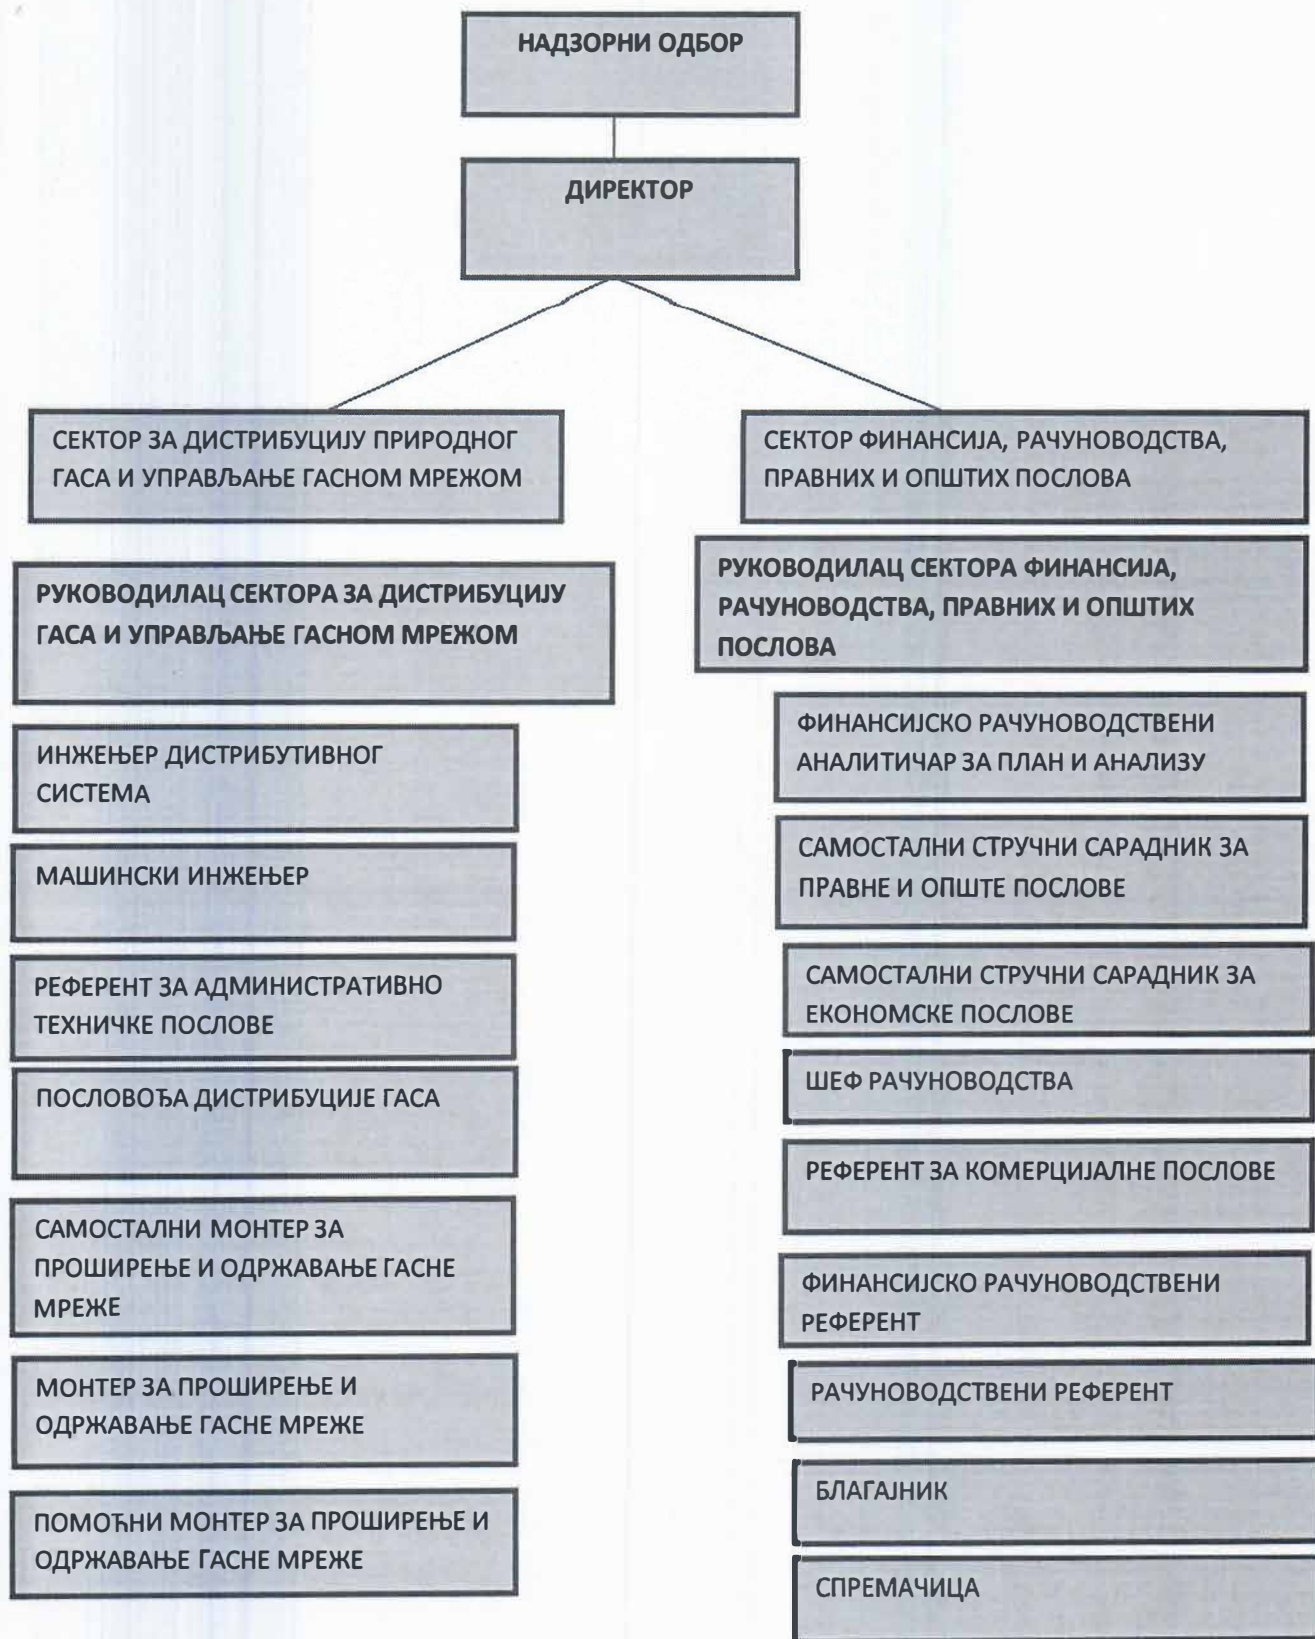 НАДЗОРНИ ОДБОР
ДИРЕКТОР
СЕКТОР ЗА ДИСТРИБУЦИЈУ ПРИРОДНОГ
ГАСА И УПРАВЉАЊЕ ГАСНОМ МРЕЖОМ
РУКОВОДИЛАЦ СЕКТОРА ЗА ДИСТРИБУЦИЈУ
ГАСА И УПРАВЉАЊЕ ГАСНОМ МРЕЖОМ
ИНЖЕЊЕР ДИСТРИБУТИВНОГ
СИСТЕМА
МАШИНСКИ ИНЖЕЊЕР
РЕФЕРЕНТ ЗА АДМИНИСТРАТИВНО
ТЕХНИЧКЕ ПОСЛОВЕ
ПОСЛОВОЂА ДИСТРИБУЦИЈЕ ГАСА
САМОСТАЛНИ МОНТЕР ЗА
ПРОШИРЕЊЕ И ОДРЖАВАЊЕ ГАСНЕ
МРЕЖЕ
МОНТЕР ЗА ПРОШИРЕЊЕ И
ОДРЖАВАЊЕ ГАСНЕ МРЕЖЕ
ПОМОЋНИ МОНТЕР ЗА ПРОШИРЕЊЕ И
ОДРЖАВАЊЕ ГАСНЕ МРЕЖЕ
СЕКТОР ФИНАНСИЈА, РАЧУНОВОДСТВА,
ПРАВНИХ И ОПШТИХ ПОСЛОВА
РУКОВОДИЛАЦ СЕКТОРА ФИНАНСИЈА,
РАЧУНОВОДСТВА, ПРАВНИХ И ОПШТИХ
ПОСЛОВА
ФИНАНСИЈСКО РАЧУНОВОДСТВЕНИ
АНАЛИТИЧАР ЗА ПЛАН И АНАЛИЗУ
САМОСТАЛНИ СТРУЧНИ САРАДНИК ЗА
ПРАВНЕ И ОПШТЕ ПОСЛОВЕ
САМОСТАЛНИ СТРУЧНИ САРАДНИК ЗА
ЕКОНОМСКЕ ПОСЛОВЕ
ШЕФ РАЧУНОВОДСТВА
РЕФЕРЕНТ ЗА КОМЕРЦИЈАЛНЕ ПОСЛОВЕ
ФИНАНСИЈСКО РАЧУНОВОДСТВЕНИ
РЕФЕРЕНТ
РАЧУНОВОДСТВЕНИ РЕФЕРЕНТ
БЛАГАЈНИК
СПРЕМАЧИЦА